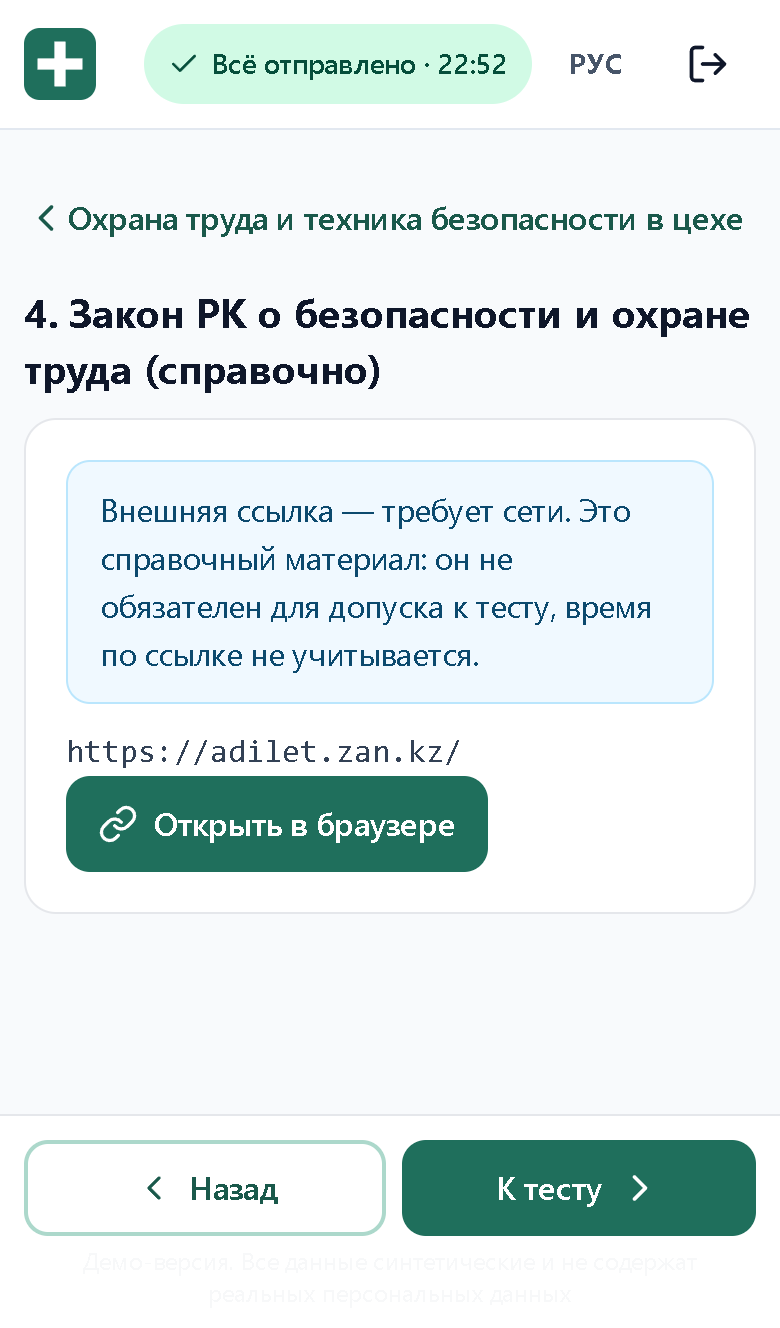 Всё отправлено · 22:52
РУС
Охрана труда и техника безопасности в цехе
4. Закон РК о безопасности и охране
труда (справочно)
Внешняя ссылка — требует сети. Это
справочный материал: он не
обязателен для допуска к тесту, время
по ссылке не учитывается.
https://adilet.zan.kz/
Открыть в браузере
Назад
К тесту
Демо-версия. Все данные синтетические и не содержат
реальных персональных данных